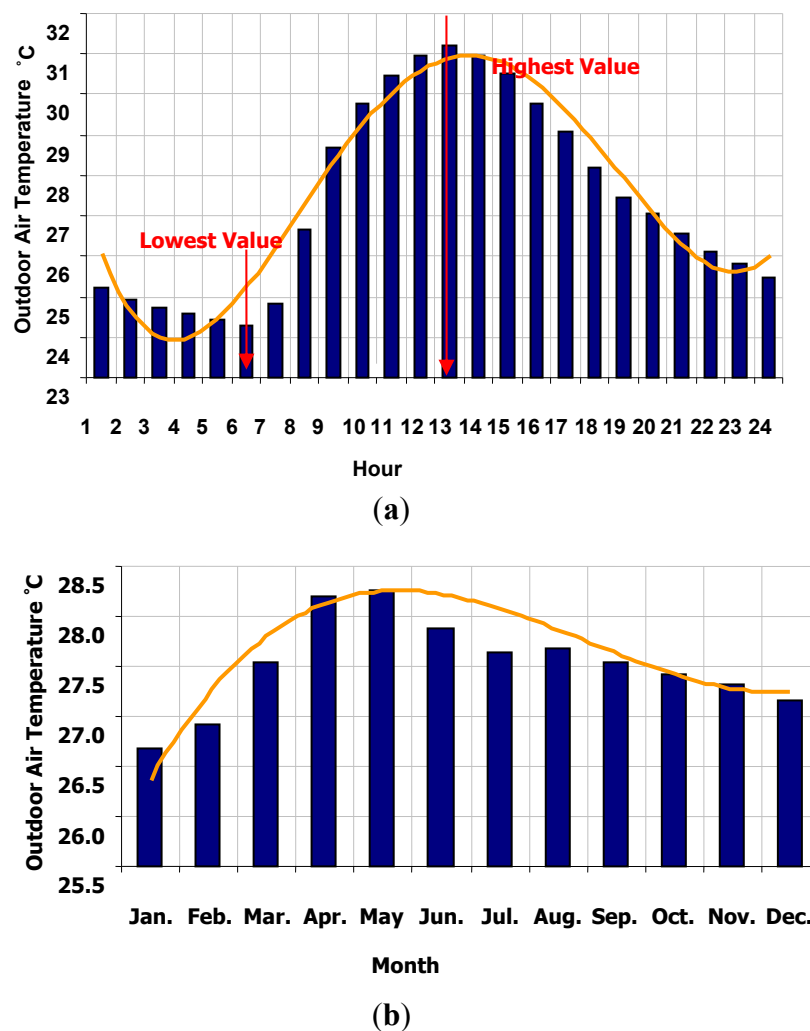 32
31
30
29
28
27
26
25
24
23
Outdoor Air Temperature ˚C
Highest Value
Lowest Value
1 2 3 4 5 6 7 8 9 10 11 12 13 14 15 16 17 18 19 20 21 22 23 24
Hour
(a)
28.5
28.0
27.5
27.0
26.5
26.0
25.5
Outdoor Air Temperature ˚C
Jan. Feb. Mar. Apr. May Jun. Jul. Aug. Sep. Oct. Nov. Dec.
Month
(b)